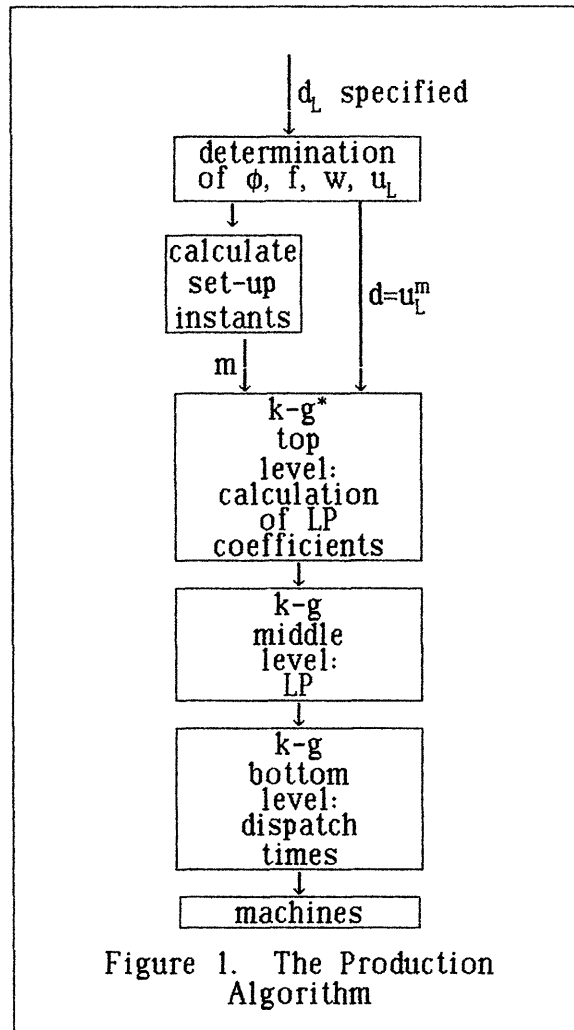 d_L specified
determination
of ϕ, f, w, u_L
calculate
set-up
instants
d=u_L^m
m
k-g*
top
level:
calculation
of LP
coefficients
k-g
middle
level:
LP
k-g
bottom
level:
dispatch
times
machines
Figure 1. The Production
Algorithm